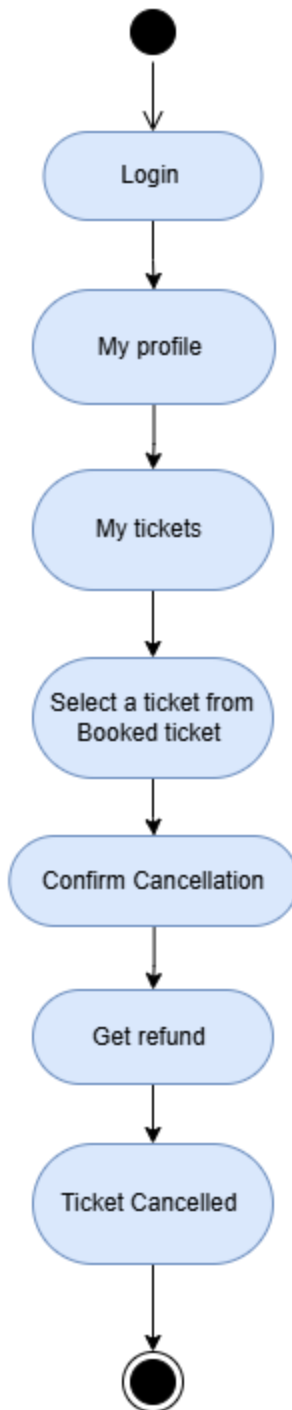 Login
My profile
My tickets
Select a ticket from
Booked ticket
Confirm Cancellation
Get refund
Ticket Cancelled